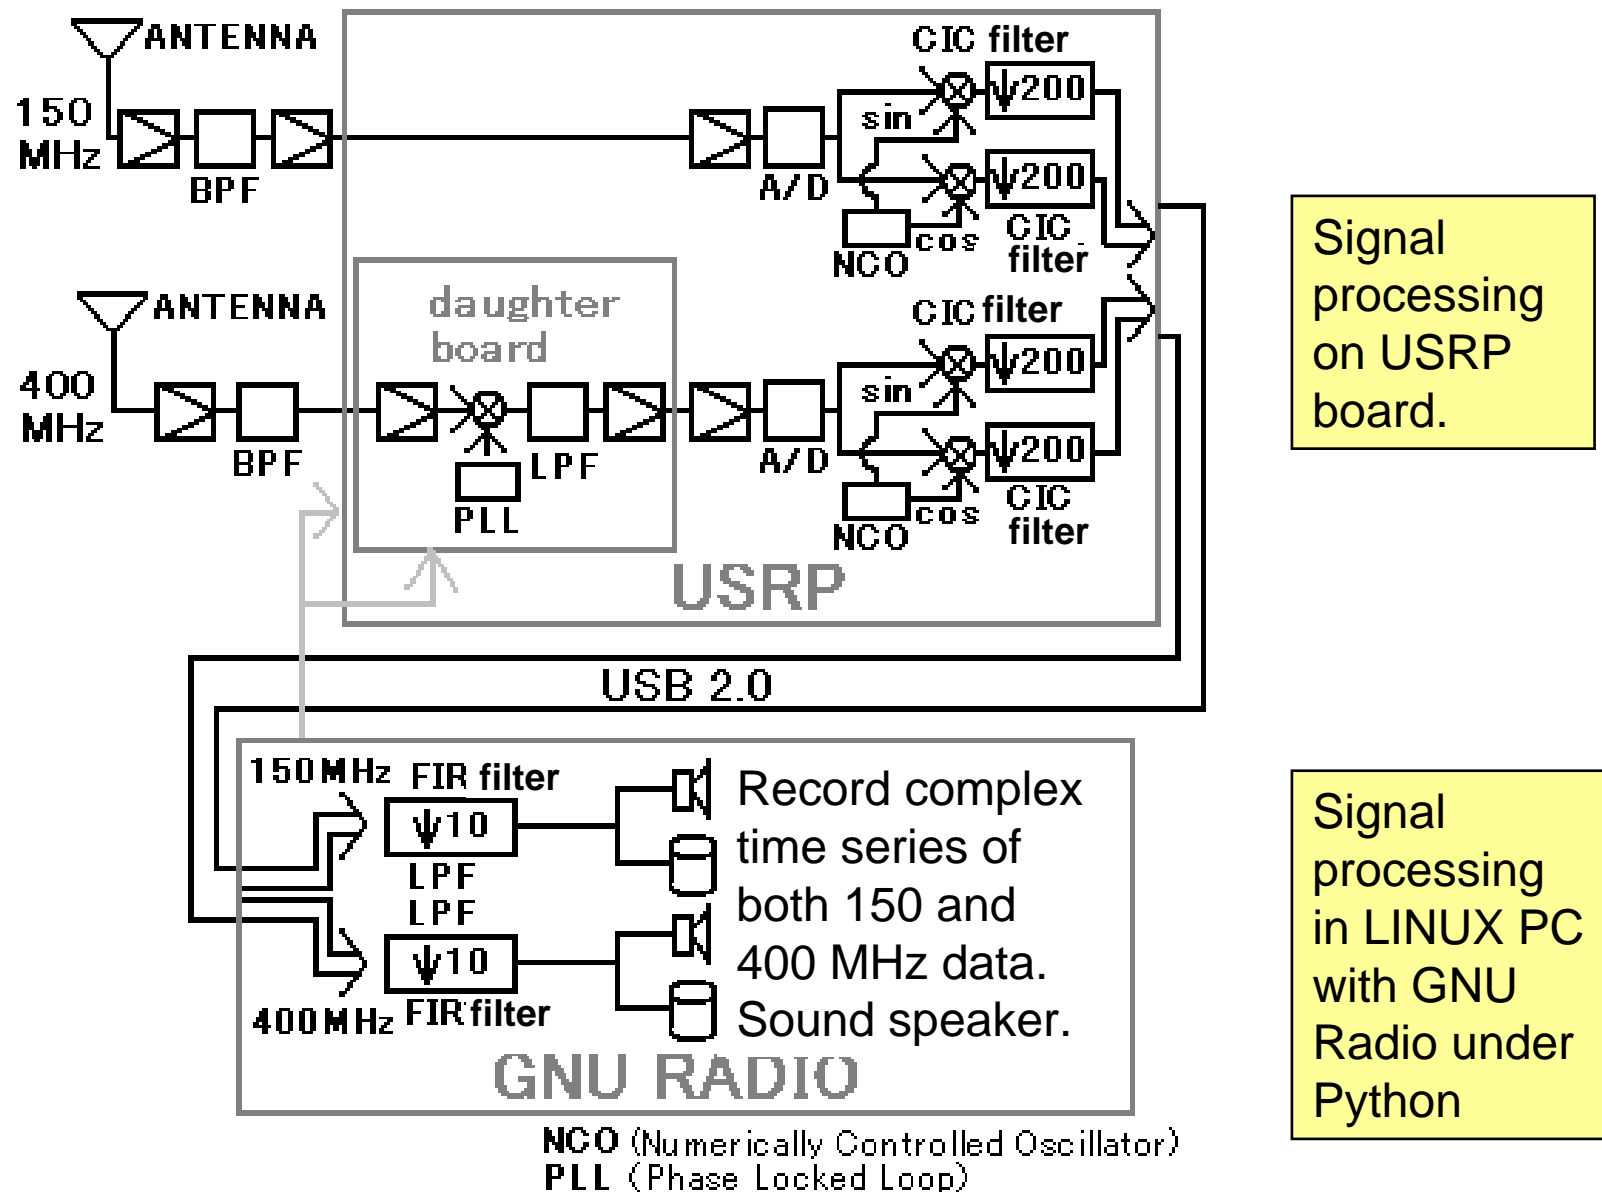 ANTENNA
150
MHz
BPF
A/D
sin
cos
NCO
CIC filter
↓200
↓200
CIC
filter
ANTENNA
400
MHz
BPF
daughter
board
PLL
LPF
A/D
sin
cos
NCO
CIC filter
↓200
↓200
CIC
filter
USRP
USB 2.0
150MHz
FIR filter
↓10
LPF
LPF
↓10
FIR filter
400MHz
Record complex
time series of
both 150 and
400 MHz data.
Sound speaker.
GNU RADIO
NCO (Numerically Controlled Oscillator)
PLL (Phase Locked Loop)
Signal
processing
on USRP
board.
Signal
processing
in LINUX PC
with GNU
Radio under
Python